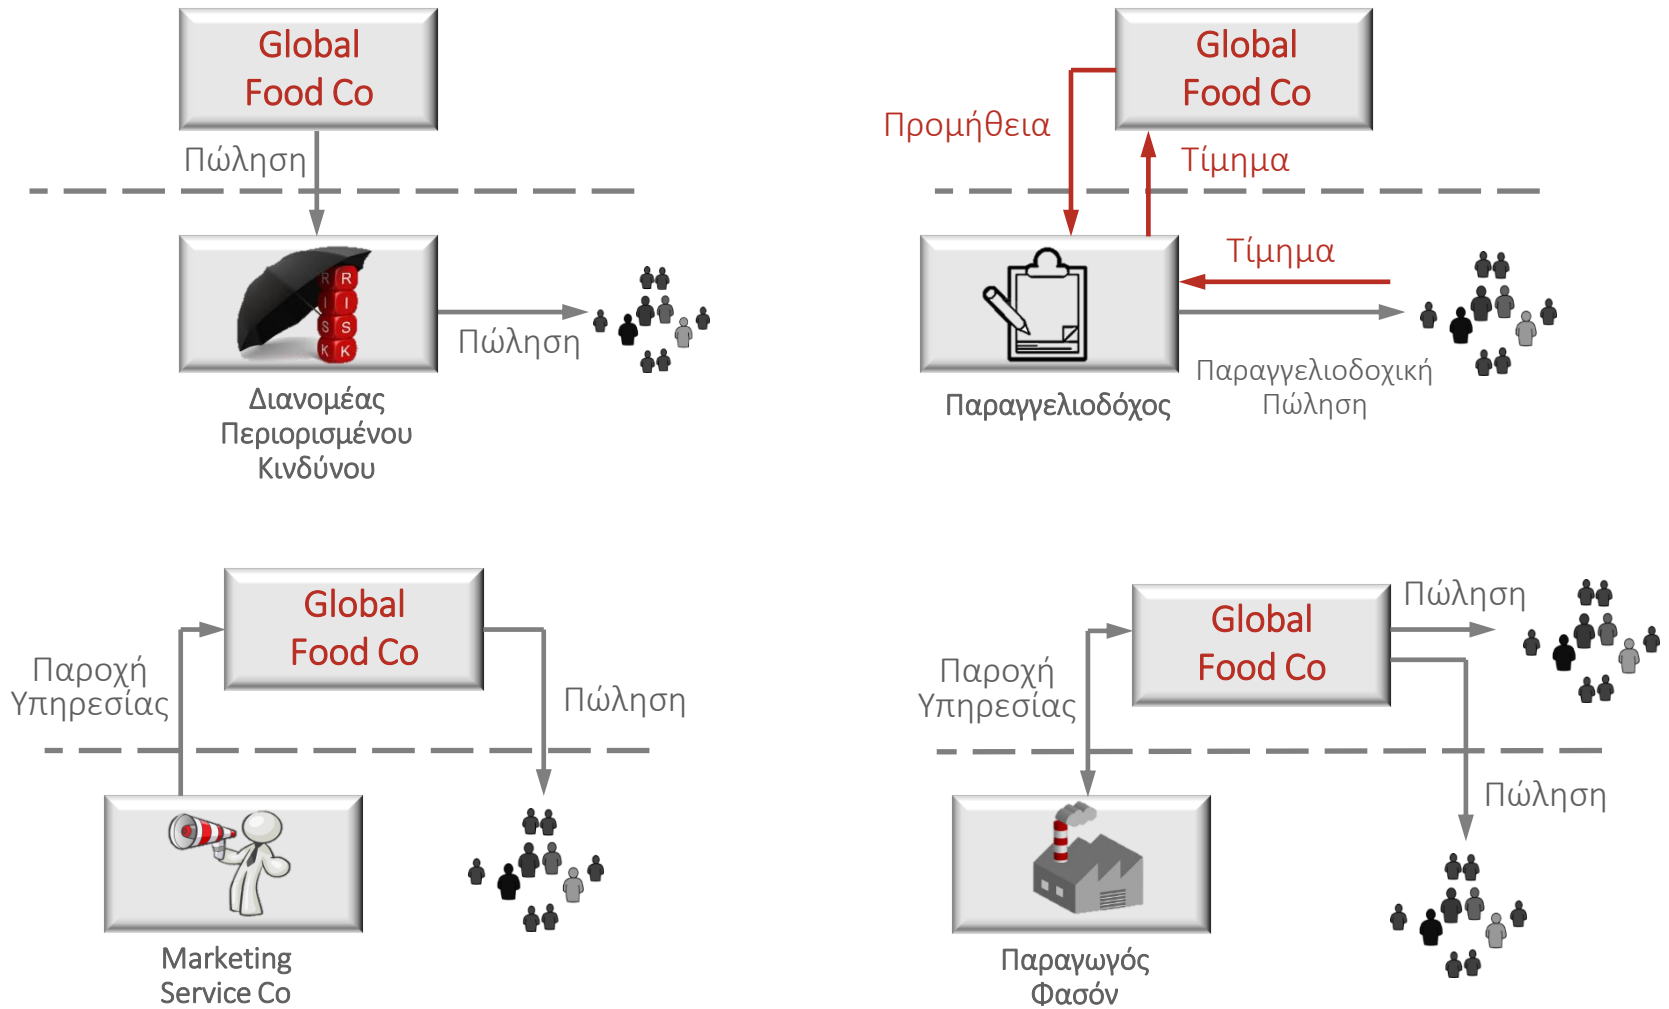 Global
Food Co
Πώληση
R R
I I
S S
K K
Πώληση
Διανομέας
Περιορισμένου
Κινδύνου
Global
Food Co
Προμήθεια
Τίμημα
Τίμημα
Παραγγελιοδόχος
Παραγγελιοδοχική
Πώληση
Global
Food Co
Παροχή
Υπηρεσίας
Πώληση
Marketing
Service Co
Global
Food Co
Πώληση
Παροχή
Υπηρεσίας
Πώληση
Παραγωγός
Φασόν